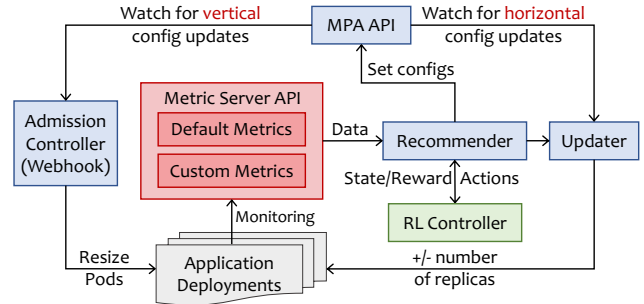 Watch for vertical
config updates
MPA API
Watch for horizontal
config updates
Set configs
Metric Server API
Default Metrics
Custom Metrics
Data
Admission
Controller
(Webhook)
Recommender
Updater
State/Reward
Actions
Monitoring
RL Controller
Resize
Pods
Application
Deployments
+/- number
of replicas